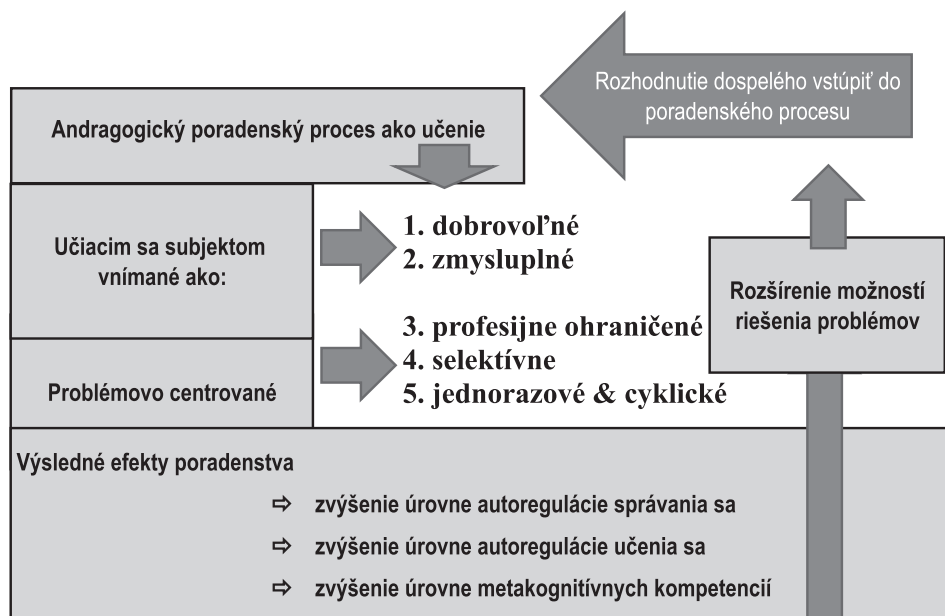 Rozhodnutie dospelého vstúpiť do
poradenského procesu
Andragogický poradenský proces ako učenie
Učiacim sa subjektom
vnímané ako:
1. dobrovoľné
2. zmysluplné
Rozšírenie možností
riešenia problémov
Problémovo centrované
3. profesijne ohraničené
4. selektívne
5. jednorazové & cyklické
Výsledné efekty poradenstva
⇨ zvýšenie úrovne autoregulácie správania sa
⇨ zvýšenie úrovne autoregulácie učenia sa
⇨ zvýšenie úrovne metakognitívnych kompetencií